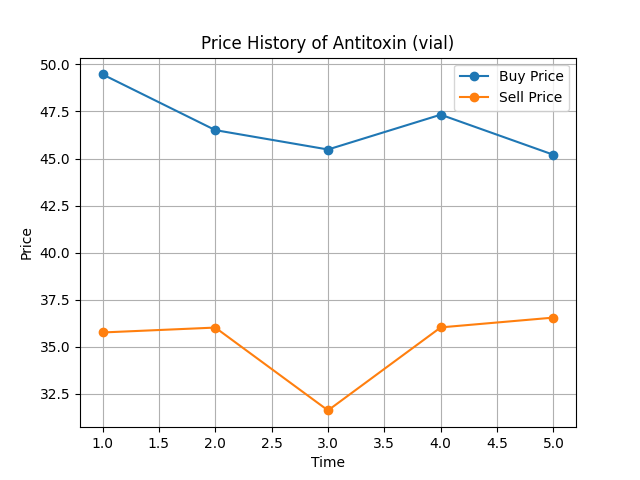 Price History of Antitoxin (vial)
Buy Price
Sell Price
50.0
47.5
45.0
42.5
40.0
37.5
35.0
32.5
Price
1.0 1.5 2.0 2.5 3.0 3.5 4.0 4.5 5.0
Time